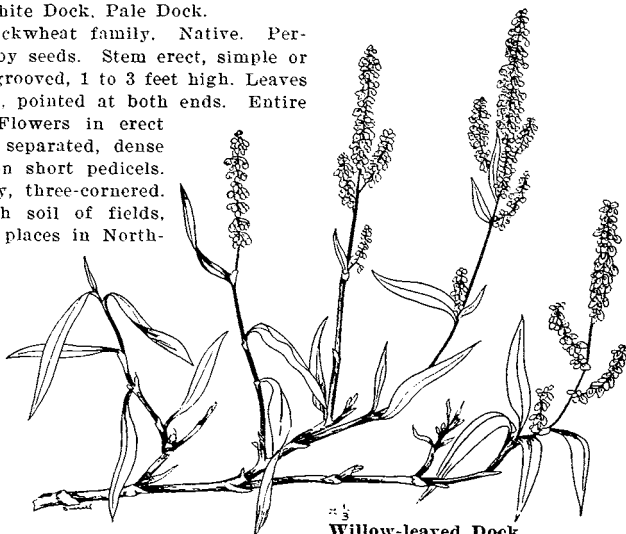 hite Dock. Pale Dock.
ckwheat family. Native. Per-
by seeds. Stem erect, simple or
grooved, 1 to 3 feet high. Leaves
, pointed at both ends. Entire
Flowers in erect
separated, dense
n short pedicels.
y, three-cornered.
h soil of fields,
places in North-
x 1/3
Willow-leaved Dock